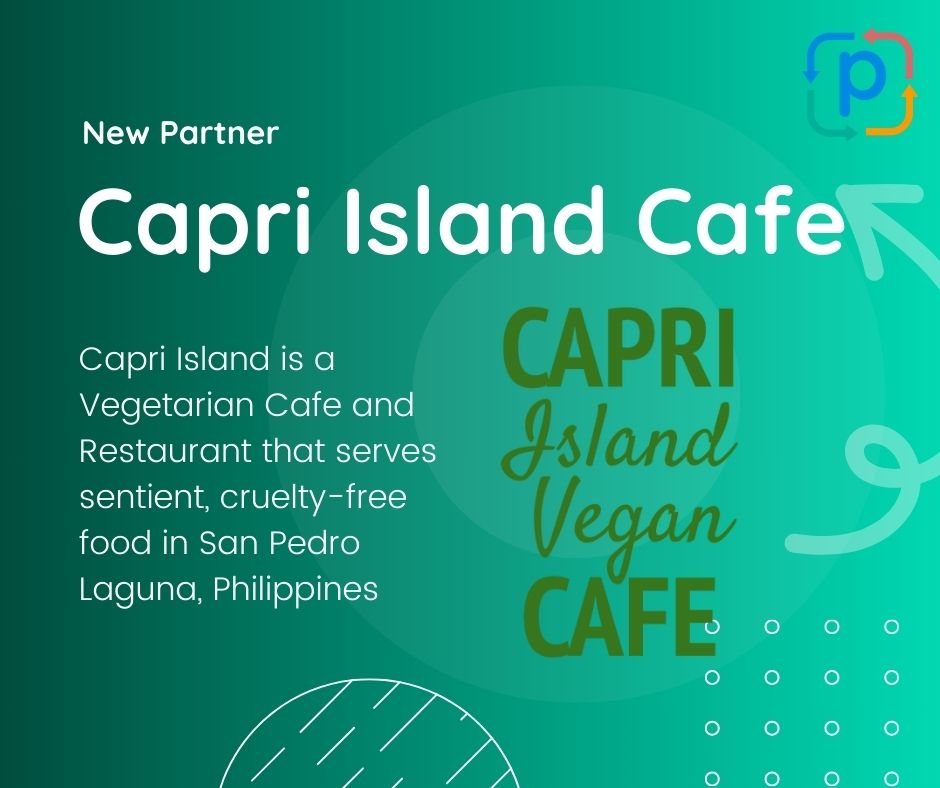 p
New Partner
Capri Island Cafe
Capri Island is a
Vegetarian Cafe and
Restaurant that serves
sentient, cruelty-free
food in San Pedro
Laguna, Philippines
CAPRI
Island
Vegan
CAFE